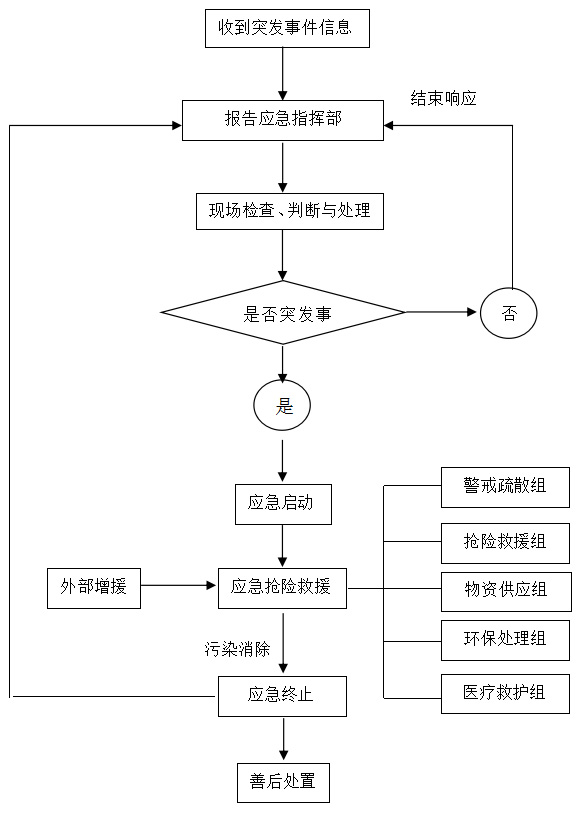 收到突发事件信息
结束响应
报告应急指挥部
现场检查、判断与处理
是否突发事
否
是
应急启动
警戒疏散组
抢险救援组
外部增援
应急抢险救援
物资供应组
环保处理组
污染消除
应急终止
医疗救护组
善后处置